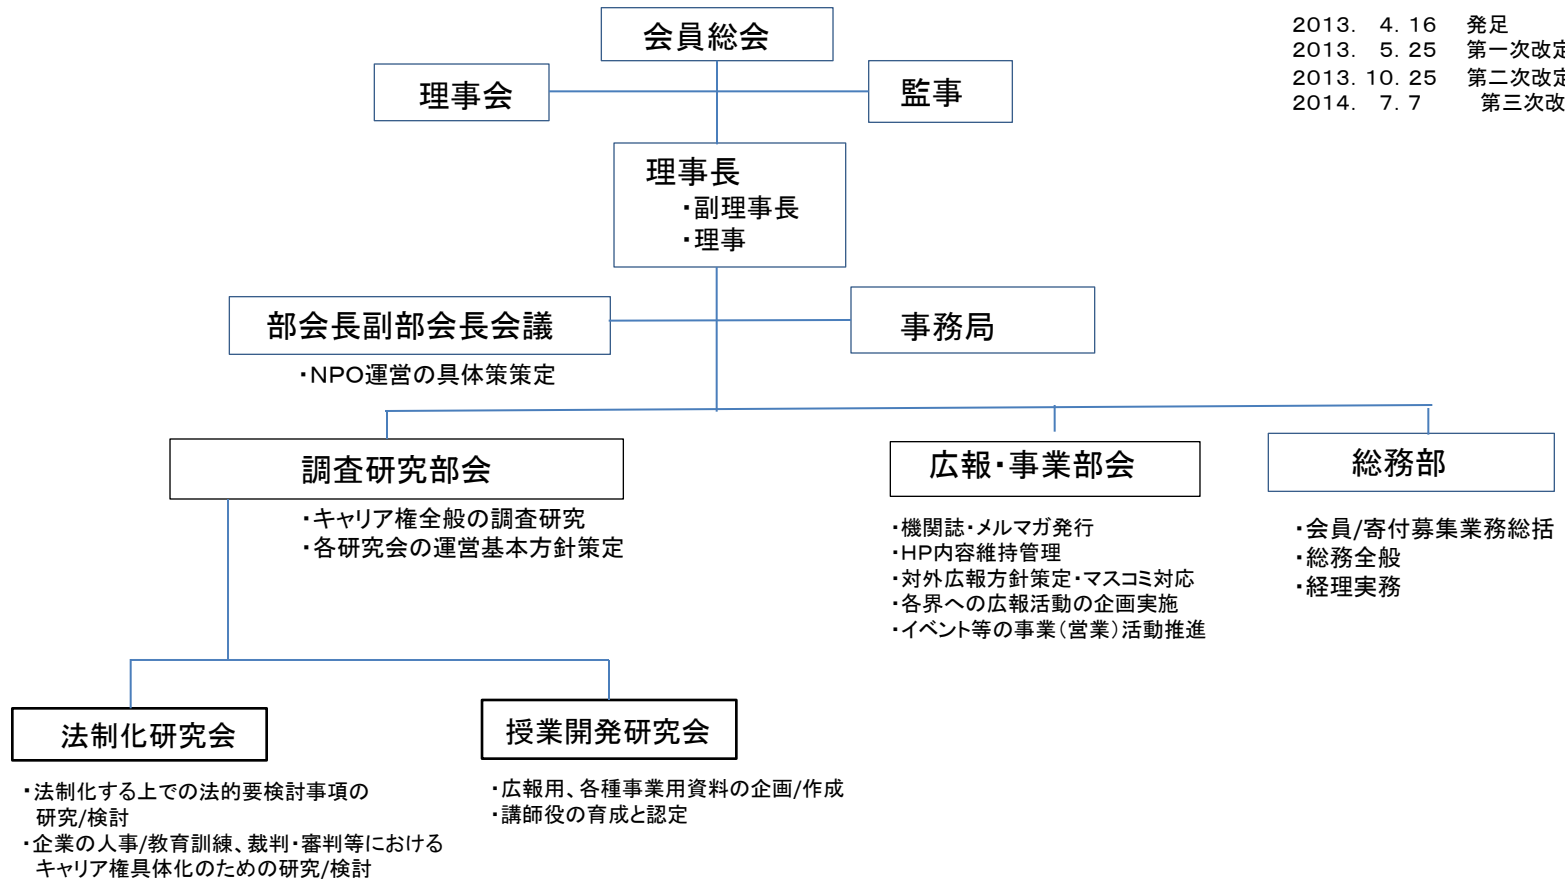 会員総会
2013. 4. 16 発足
2013. 5. 25 第一次改定
2013. 10. 25 第二次改定
2014. 7. 7 第三次改
理事会
監事
理事長
・副理事長
・理事
部会長副部会長会議
・NPO運営の具体策策定
事務局
調査研究部会
・キャリア権全般の調査研究
・各研究会の運営基本方針策定
広報・事業部会
・機関誌・メルマガ発行
・HP内容維持管理
・対外広報方針策定・マスコミ対応
・各界への広報活動の企画実施
・イベント等の事業(営業)活動推進
総務部
・会員/寄付募集業務総括
・総務全般
・経理実務
法制化研究会
・法制化する上での法的要検討事項の
研究/検討
・企業の人事/教育訓練、裁判・審判等における
キャリア権具体化のための研究/検討
授業開発研究会
・広報用、各種事業用資料の企画/作成
・講師役の育成と認定